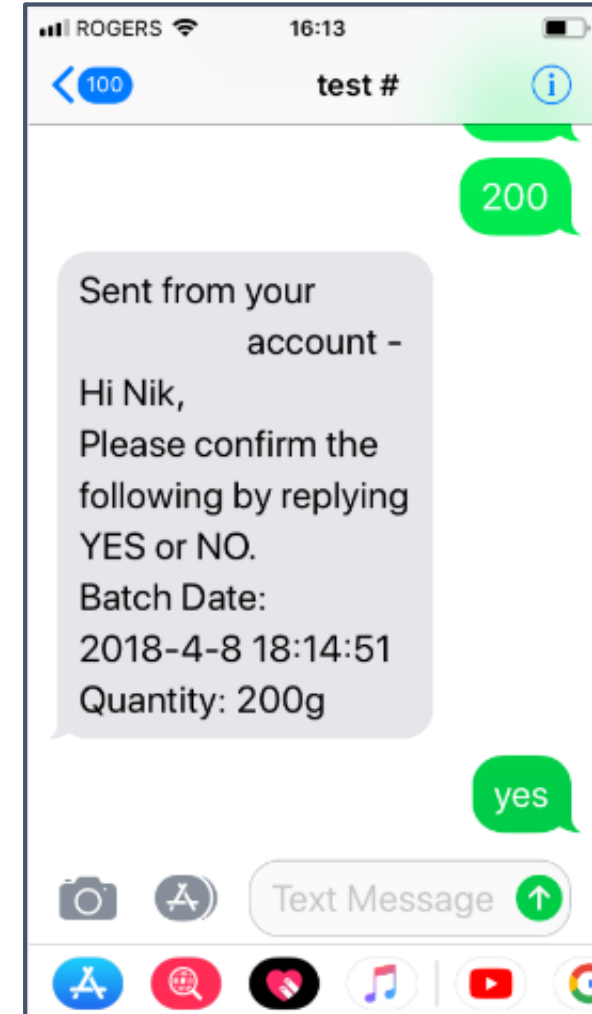 ROGERS 16:13
100 test #
200
Sent from your
account -
Hi Nik,
Please confirm the
following by replying
YES or NO.
Batch Date:
2018-4-8 18:14:51
Quantity: 200g
yes
Text Message